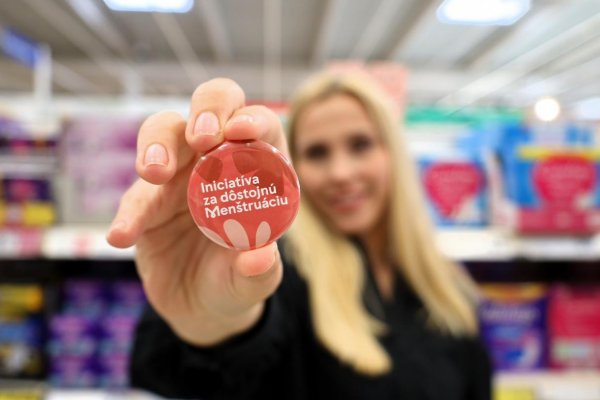 Iniciatíva
za dôstojnú
Menštruáciu